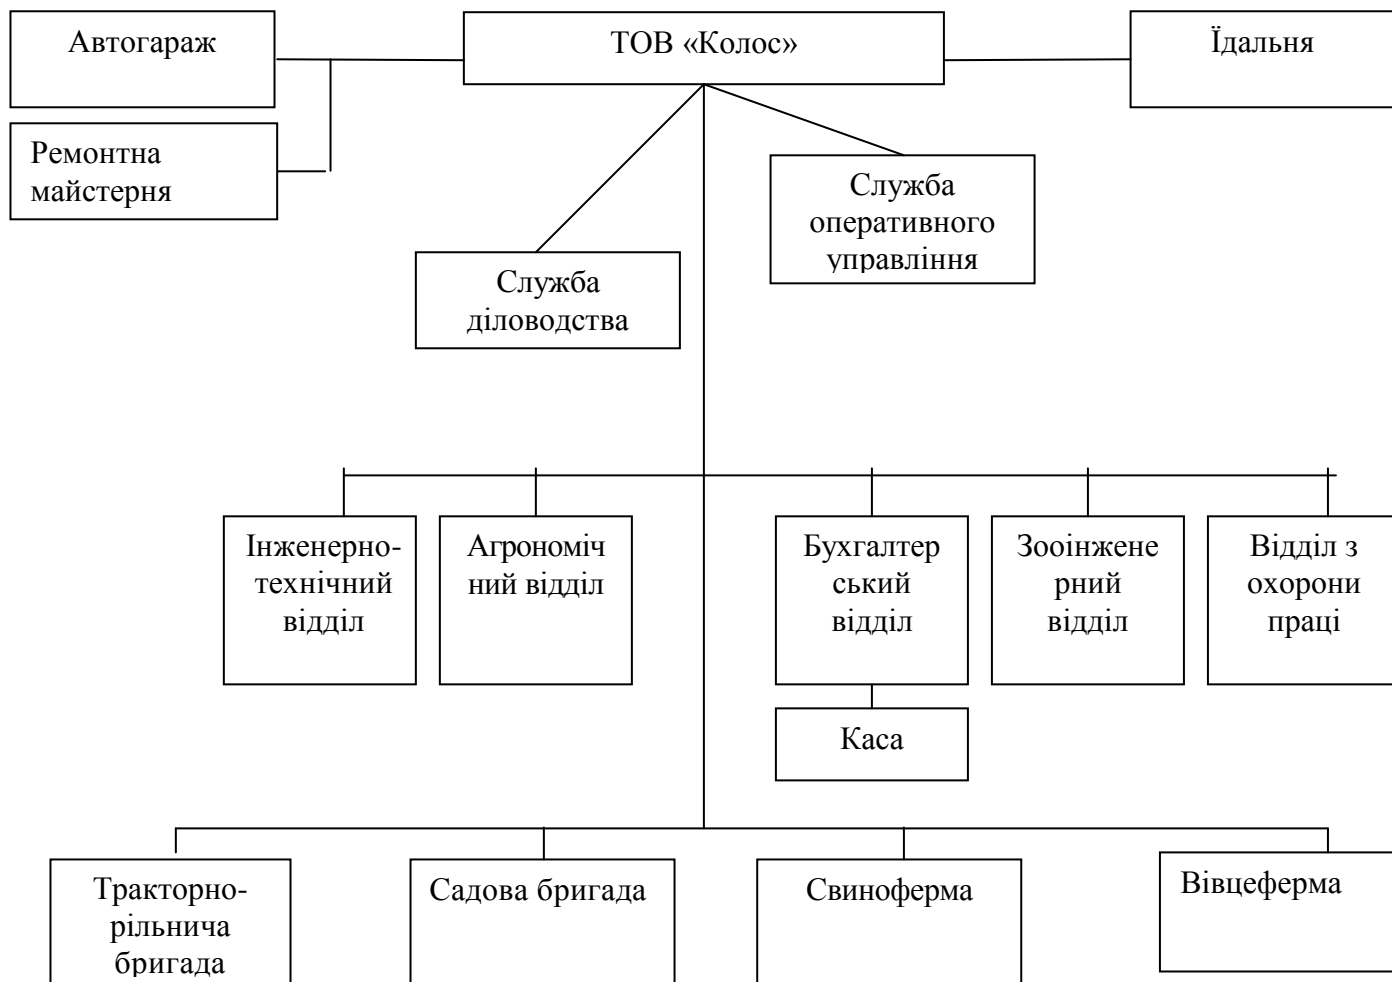 Автогараж
ТОВ «Колос»
Їдальня
Ремонтна
майстерня
Служба
оперативного
управління
Служба
діловодства
Інженерно-
технічний
відділ
Агрономіч
ний відділ
Бухгалтер
ський
відділ
Зооінжене
рний
відділ
Відділ з
охорони
праці
Каса
Тракторно-
рільнича
бригада
Садова бригада
Свиноферма
Вівцеферма